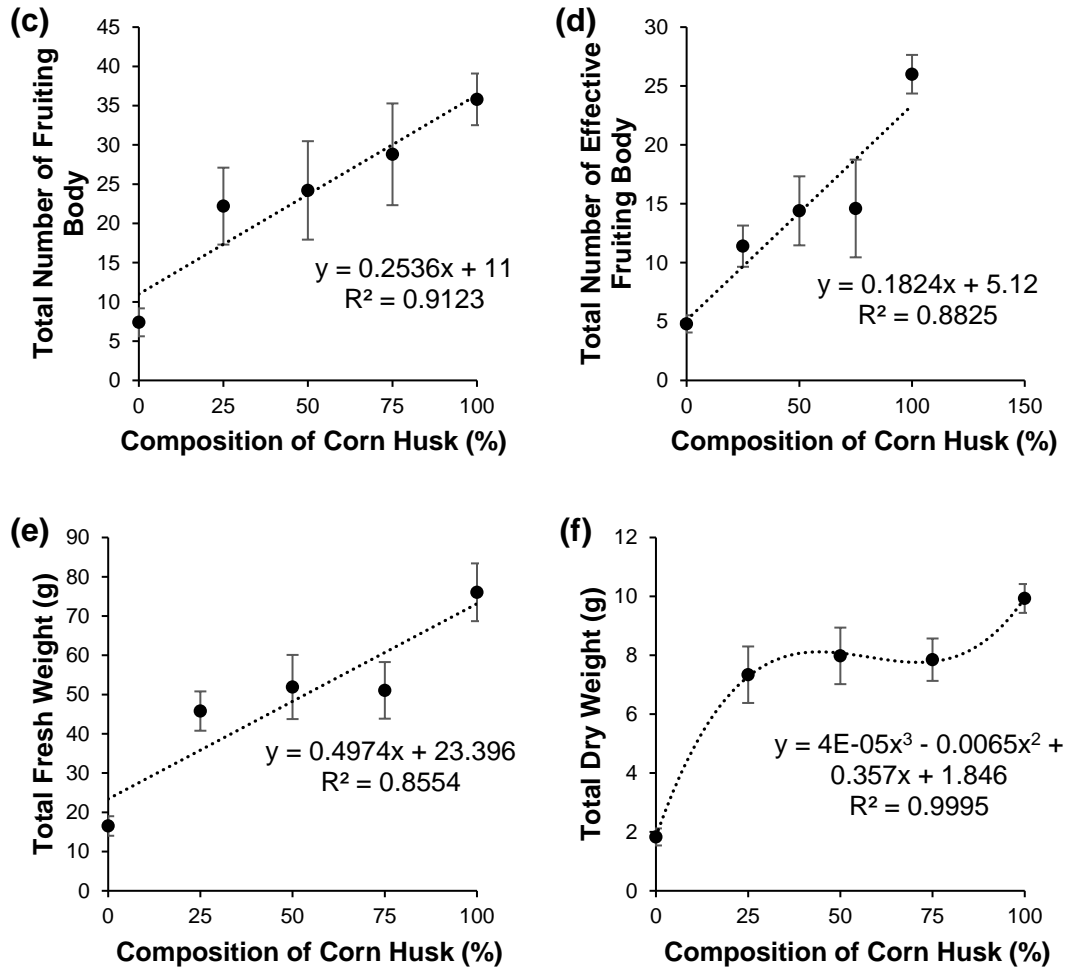 (c)
Total Number of Fruiting
Body
45
40
35
30
25
20
15
10
5
0
y = 0.2536x + 11
R² = 0.9123
0 25 50 75 100
Composition of Corn Husk (%)
(d)
Total Number of Effective
Fruiting Body
30
25
20
15
10
5
0
y = 0.1824x + 5.12
R² = 0.8825
0 50 100 150
Composition of Corn Husk (%)
(e)
Total Fresh Weight (g)
90
80
70
60
50
40
30
20
10
0
y = 0.4974x + 23.396
R² = 0.8554
0 25 50 75 100
Composition of Corn Husk (%)
(f)
Total Dry Weight (g)
12
10
8
6
4
2
0
y = 4E-05x³ - 0.0065x² +
0.357x + 1.846
R² = 0.9995
0 25 50 75 100
Composition of Corn Husk (%)